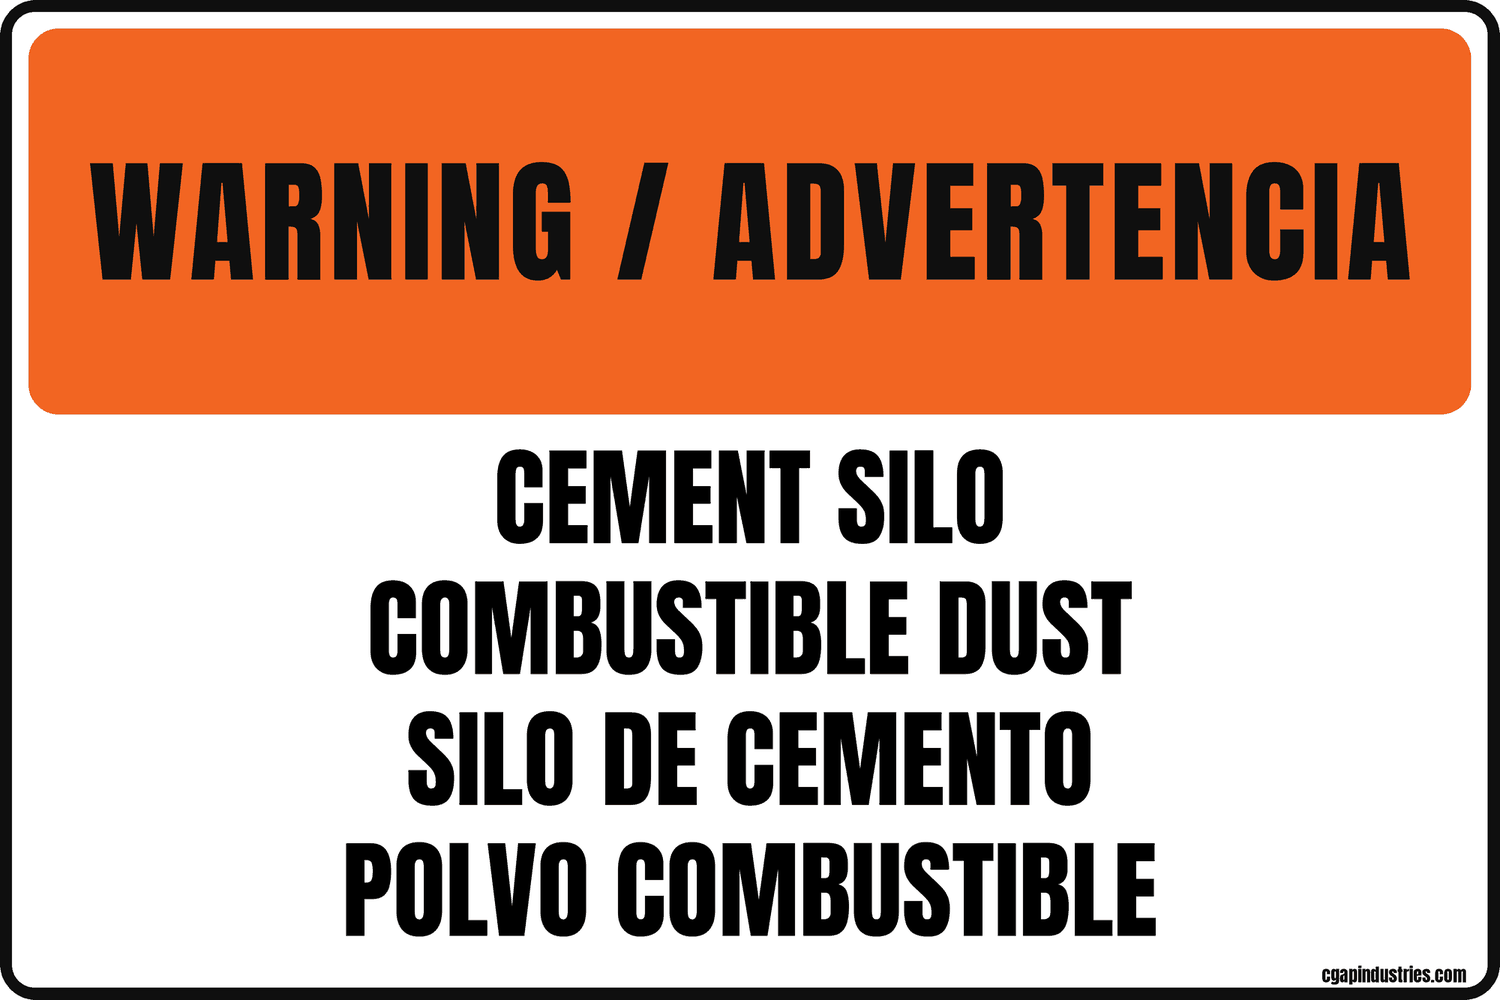 WARNING / ADVERTENCIA
CEMENT SILO
COMBUSTIBLE DUST
SILO DE CEMENTO
POLVO COMBUSTIBLE
cgapindustries.com